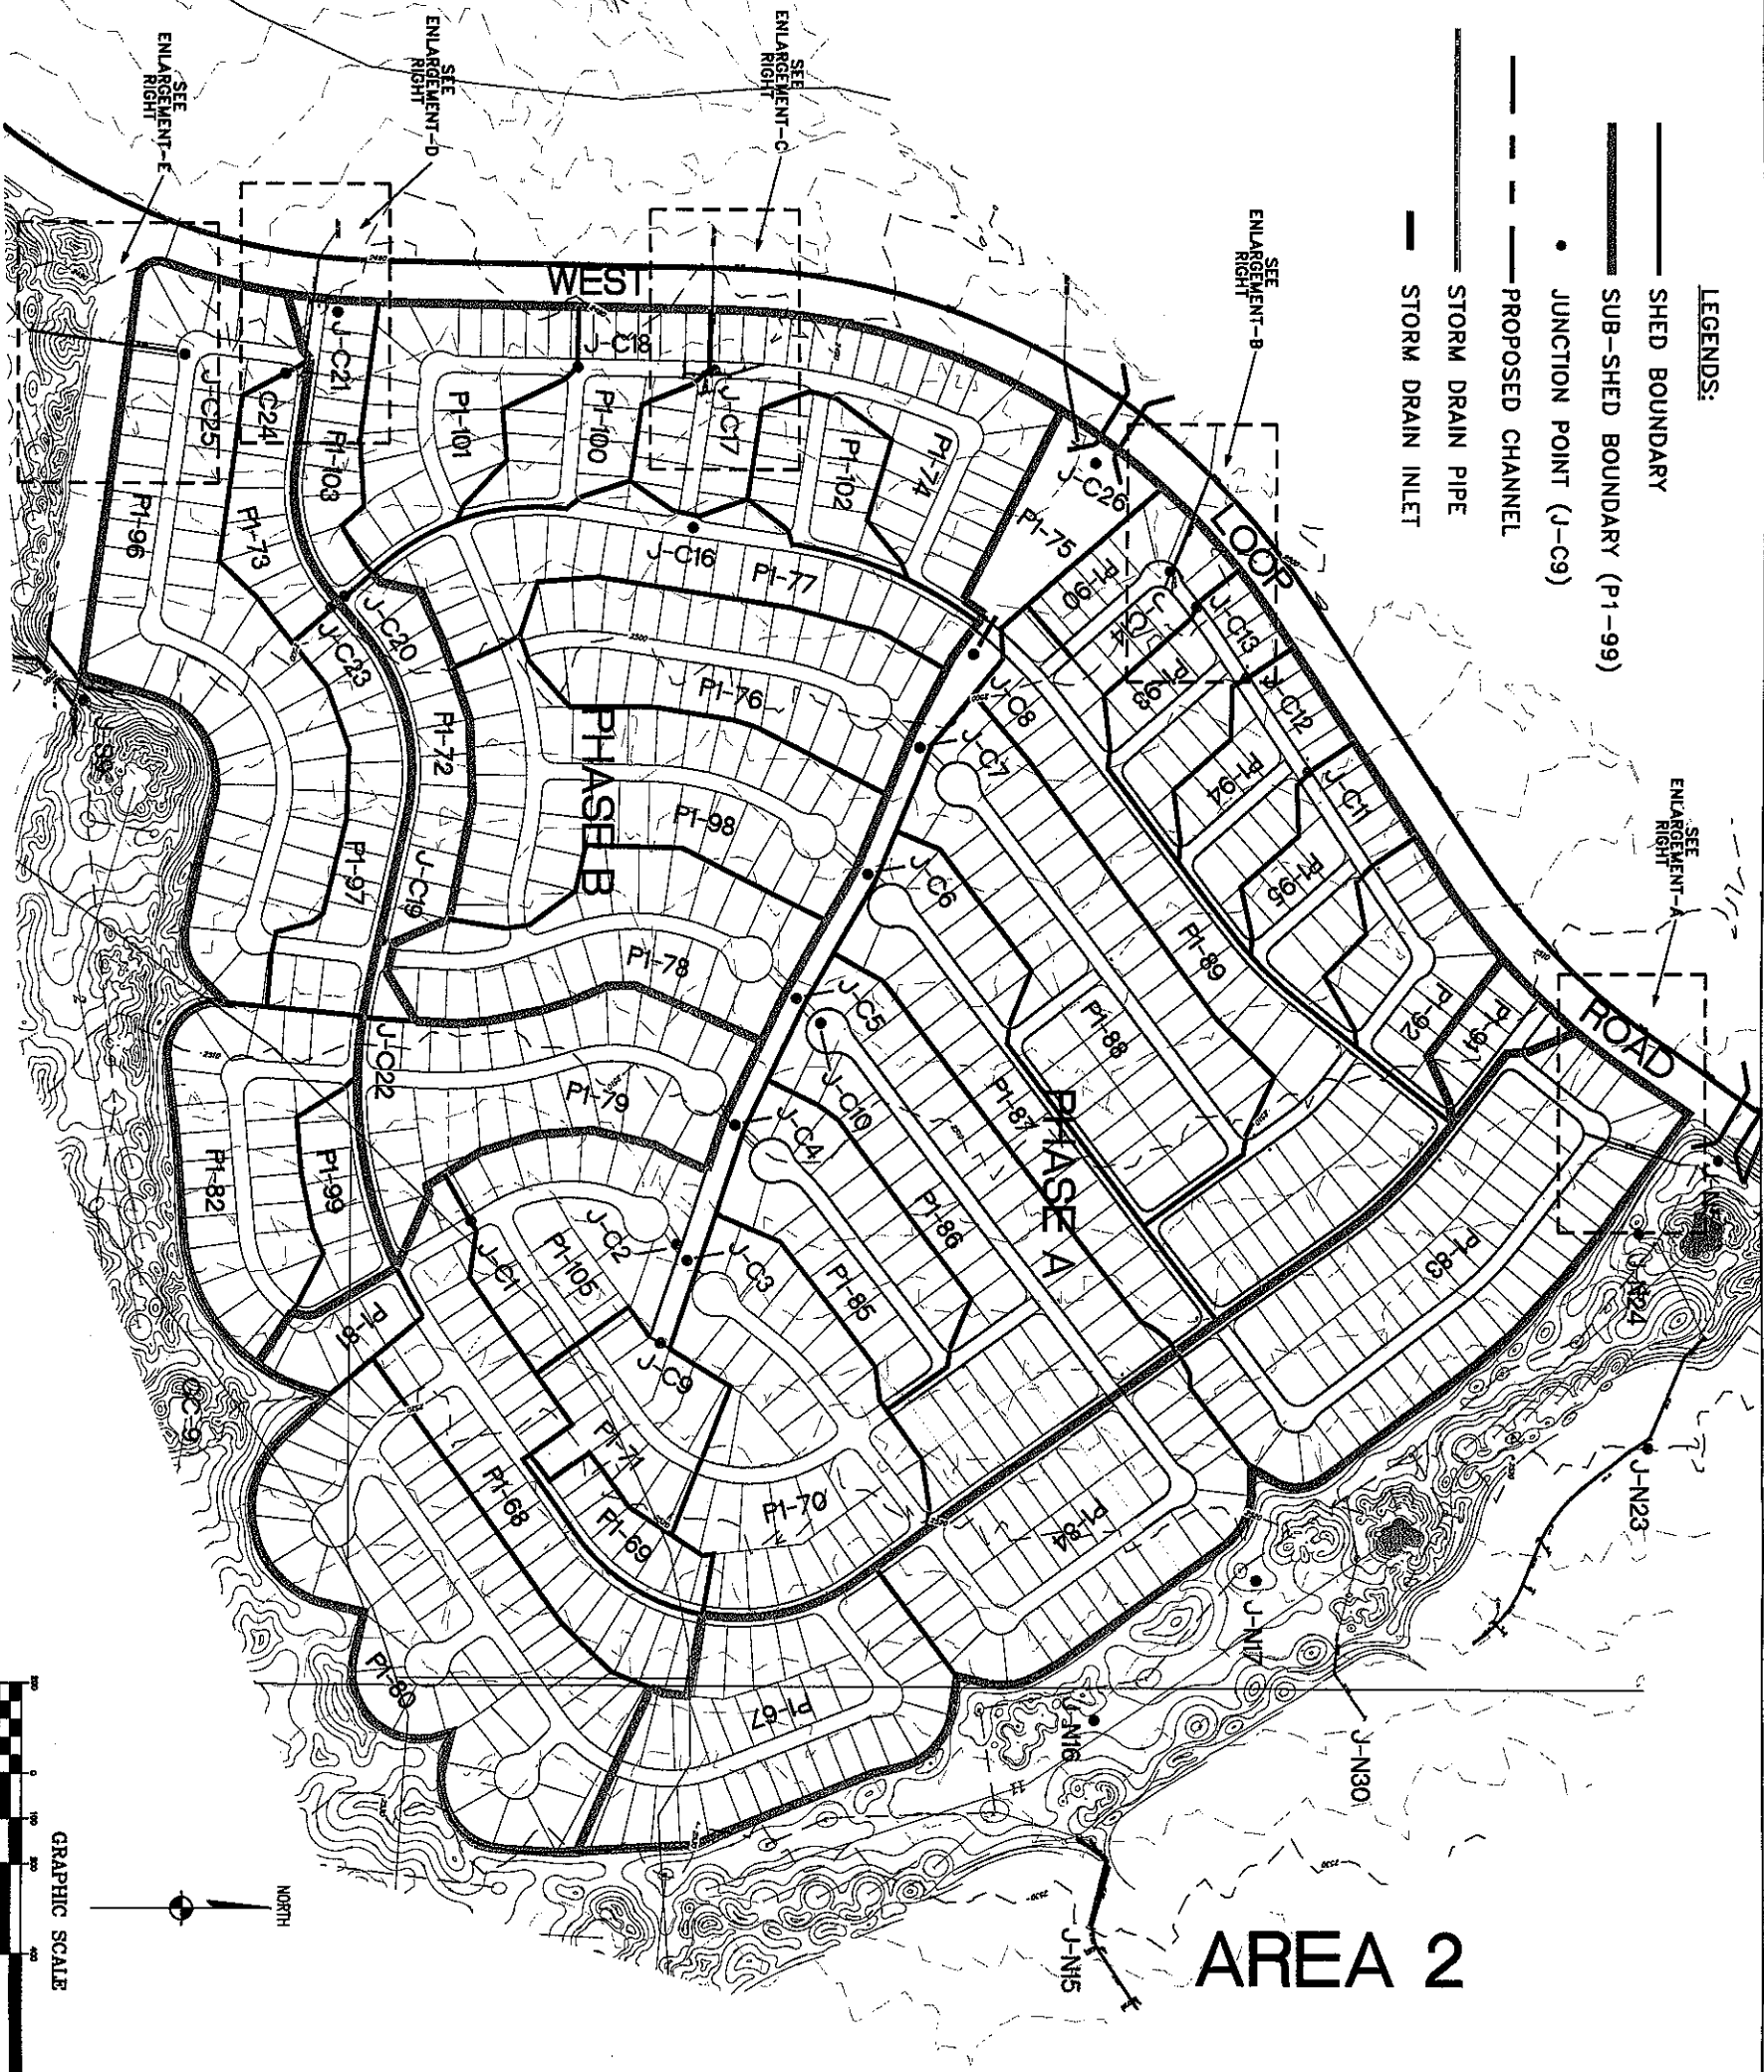 LEGENDS:
SHED BOUNDARY
SUB-SHED BOUNDARY (P1-99)
JUNCTION POINT (J-C9)
PROPOSED CHANNEL
STORM DRAIN PIPE
STORM DRAIN INLET
SEE
ENLARGEMENT-A
RIGHT
SEE
ENLARGEMENT-B
RIGHT
SEE
ENLARGEMENT-C
RIGHT
SEE
ENLARGEMENT-D
RIGHT
SEE
ENLARGEMENT-E
RIGHT
WEST
LOOP
ROAD
PHASE A
PHASE B
AREA 2
J-C26
P1-75
P1-90
J-C14
P1-93
J-C13
J-C12
P1-94
J-C11
P1-95
P1-92
P1-91
P1-89
P1-88
P1-87
P1-86
P1-85
P1-83
P1-84
J-N24
J-N23
J-N17
J-N30
J-N16
J-N15
J-C8
J-C7
J-C6
J-C5
J-C10
J-C4
J-C3
J-C2
J-C1
J-C9
P1-105
P1-71
P1-70
P1-69
P1-68
P1-67
P1-80
P1-81
P1-82
P1-99
P1-79
P1-78
P1-98
P1-76
P1-77
J-C16
P1-74
P1-102
J-C17
J-C18
P1-100
P1-101
J-C21
P1-103
C24
J-C25
P1-96
P1-73
J-C20
J-C23
P1-72
P1-97
J-C19
J-C22
OC-9
NORTH
GRAPHIC SCALE